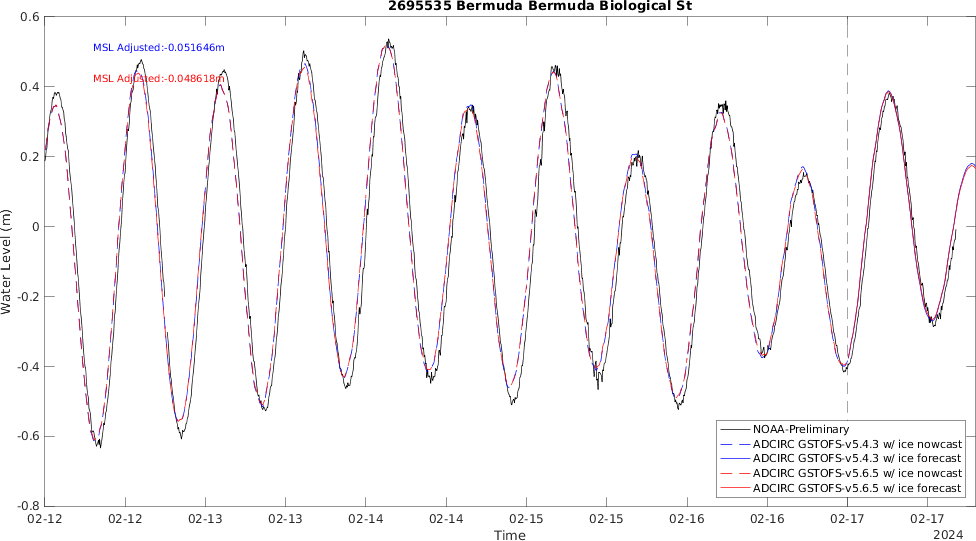 2695535 Bermuda Bermuda Biological St
MSL Adjusted:-0.051646m
MSL Adjusted:-0.048618m
Water Level (m)
0.6
0.4
0.2
0
-0.2
-0.4
-0.6
-0.8
NOAA-Preliminary
ADCIRC GSTOFS-v5.4.3 w/ ice nowcast
ADCIRC GSTOFS-v5.4.3 w/ ice forecast
ADCIRC GSTOFS-v5.6.5 w/ ice nowcast
ADCIRC GSTOFS-v5.6.5 w/ ice forecast
02-12 02-12 02-13 02-13 02-14 02-14 02-15 02-15 02-16 02-16 02-17 02-17
Time
2024